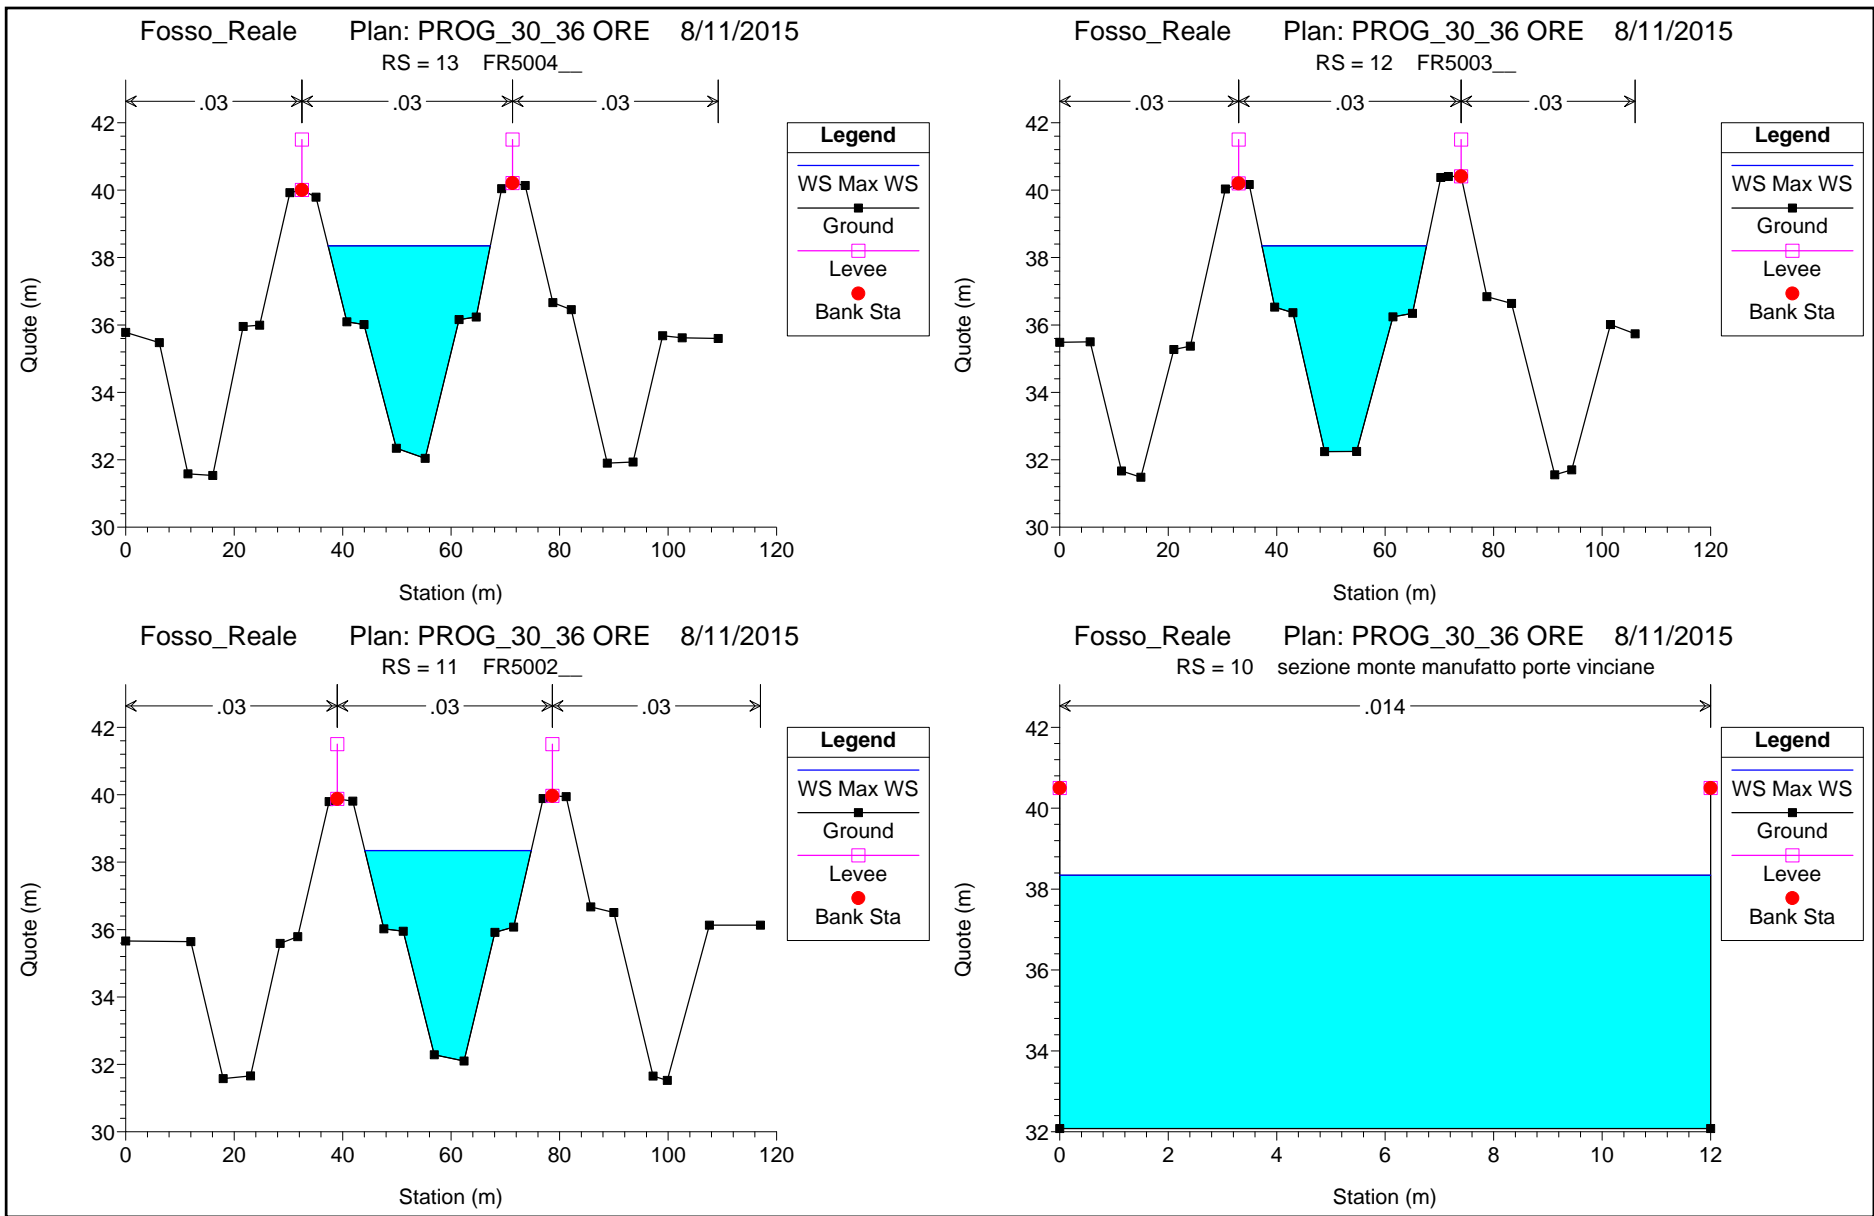 Fosso_Reale Plan: PROG_30_36 ORE 8/11/2015
RS = 13 FR5004__
.03 .03 .03
42
40
38
36
34
32
30
0 20 40 60 80 100 120
Quote (m)
Station (m)
Legend
WS Max WS
Ground
Levee
Bank Sta
Fosso_Reale Plan: PROG_30_36 ORE 8/11/2015
RS = 12 FR5003__
.03 .03 .03
42
40
38
36
34
32
30
0 20 40 60 80 100 120
Quote (m)
Station (m)
Legend
WS Max WS
Ground
Levee
Bank Sta
Fosso_Reale Plan: PROG_30_36 ORE 8/11/2015
RS = 11 FR5002__
.03 .03 .03
42
40
38
36
34
32
30
0 20 40 60 80 100 120
Quote (m)
Station (m)
Legend
WS Max WS
Ground
Levee
Bank Sta
Fosso_Reale Plan: PROG_30_36 ORE 8/11/2015
RS = 10 sezione monte manufatto porte vinciane
.014
42
40
38
36
34
32
0 2 4 6 8 10 12
Quote (m)
Station (m)
Legend
WS Max WS
Ground
Levee
Bank Sta